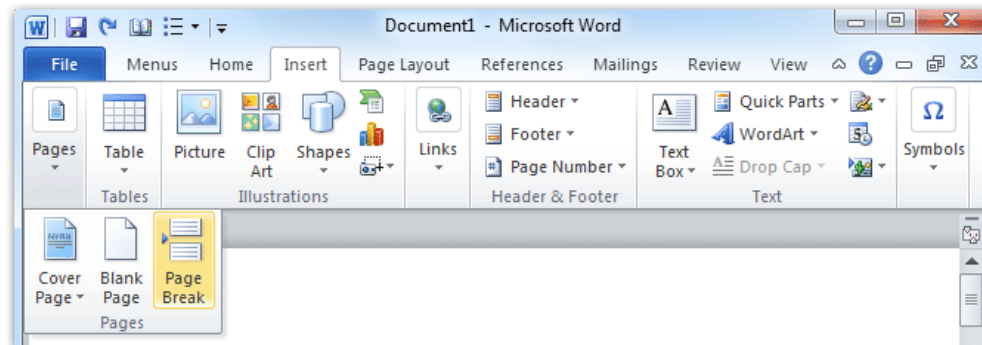 Document1 - Microsoft Word
File Menus Home Insert Page Layout References Mailings Review View
Pages
Table
Picture
Clip Art
Shapes
Links
Header
Footer
Page Number
Text Box
Quick Parts
WordArt
Drop Cap
Symbols
Tables Illustrations Header & Footer Text
Cover Page
Blank Page
Page Break
Pages